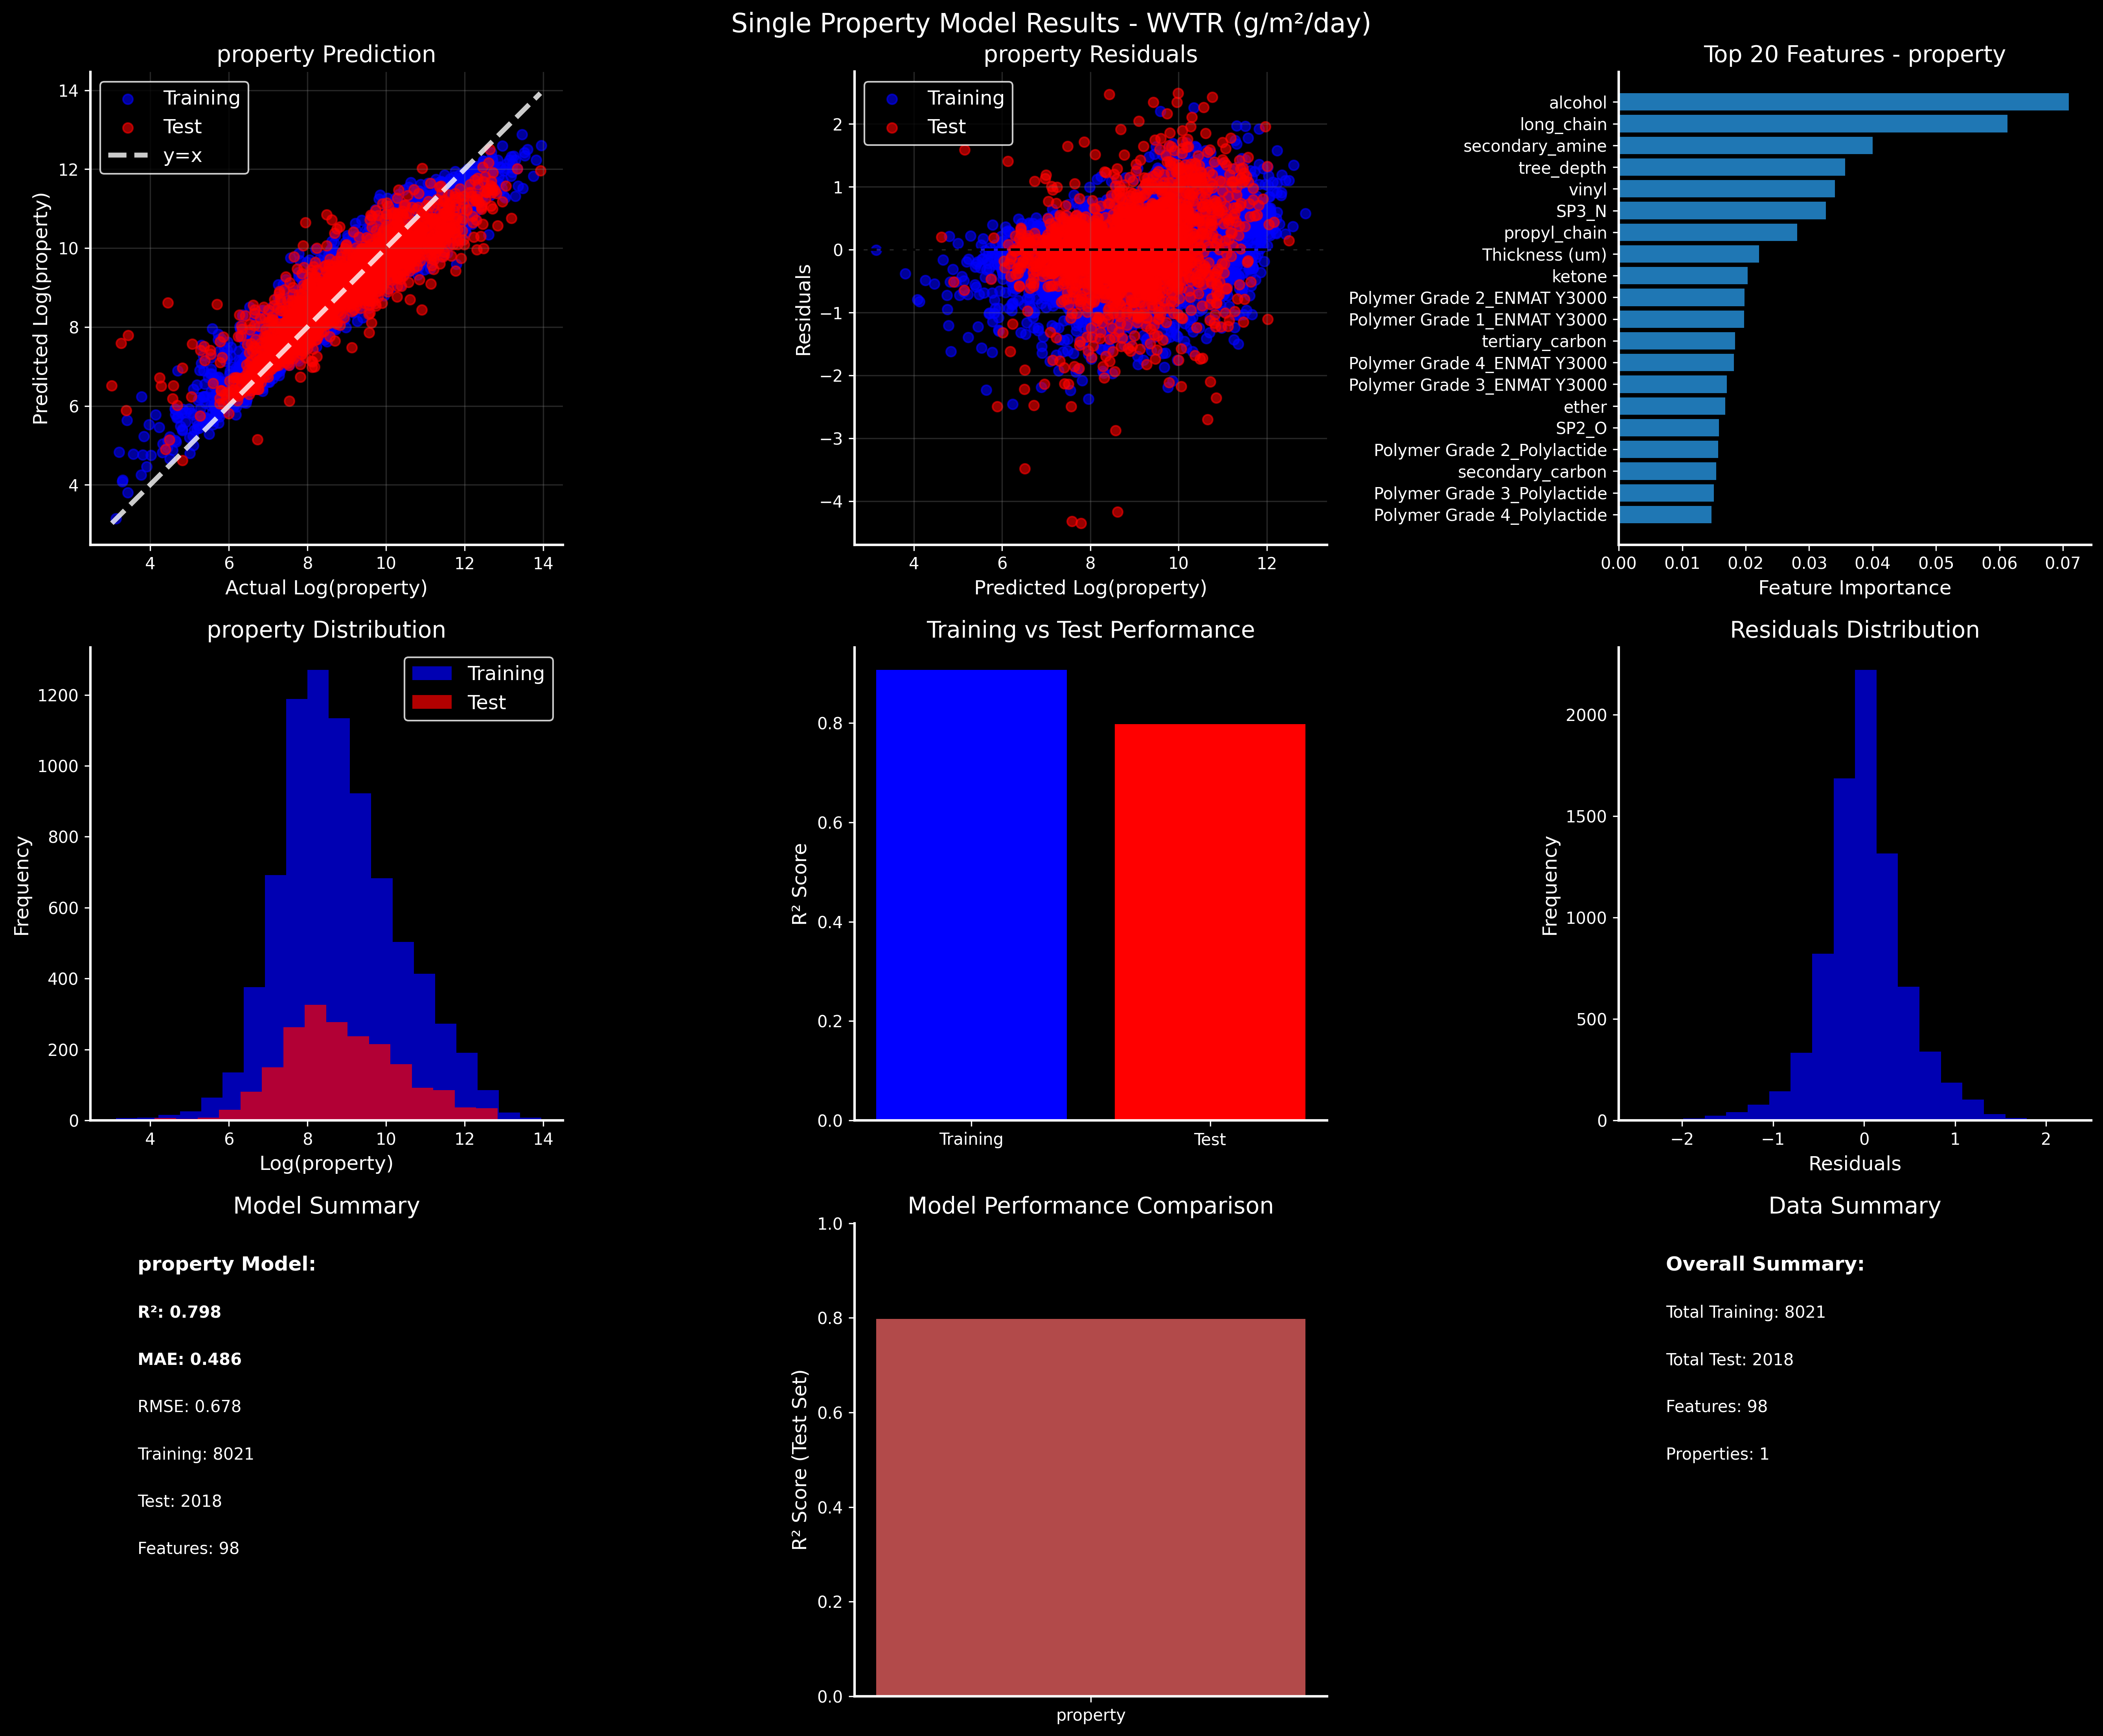 Single Property Model Results - WVTR (g/m²/day)
property Prediction
Training
Test
y=x
14
12
10
8
6
4
Predicted Log(property)
4
6
8
10
12
14
Actual Log(property)
property Residuals
Training
Test
2
1
0
−1
−2
−3
−4
Residuals
4
6
8
10
12
Predicted Log(property)
Top 20 Features - property
alcohol
long_chain
secondary_amine
tree_depth
vinyl
SP3_N
propyl_chain
Thickness (um)
ketone
Polymer Grade 2_ENMAT Y3000
Polymer Grade 1_ENMAT Y3000
tertiary_carbon
Polymer Grade 4_ENMAT Y3000
Polymer Grade 3_ENMAT Y3000
ether
SP2_O
Polymer Grade 2_Polylactide
secondary_carbon
Polymer Grade 3_Polylactide
Polymer Grade 4_Polylactide
0.00
0.01
0.02
0.03
0.04
0.05
0.06
0.07
Feature Importance
property Distribution
Training
Test
1200
1000
800
600
400
200
0
Frequency
4
6
8
10
12
14
Log(property)
Training vs Test Performance
0.8
0.6
0.4
0.2
0.0
R² Score
Training
Test
Residuals Distribution
2000
1500
1000
500
0
Frequency
−2
−1
0
1
2
Residuals
Model Summary
property Model:
R²: 0.798
MAE: 0.486
RMSE: 0.678
Training: 8021
Test: 2018
Features: 98
Model Performance Comparison
1.0
0.8
0.6
0.4
0.2
0.0
R² Score (Test Set)
property
Data Summary
Overall Summary:
Total Training: 8021
Total Test: 2018
Features: 98
Properties: 1